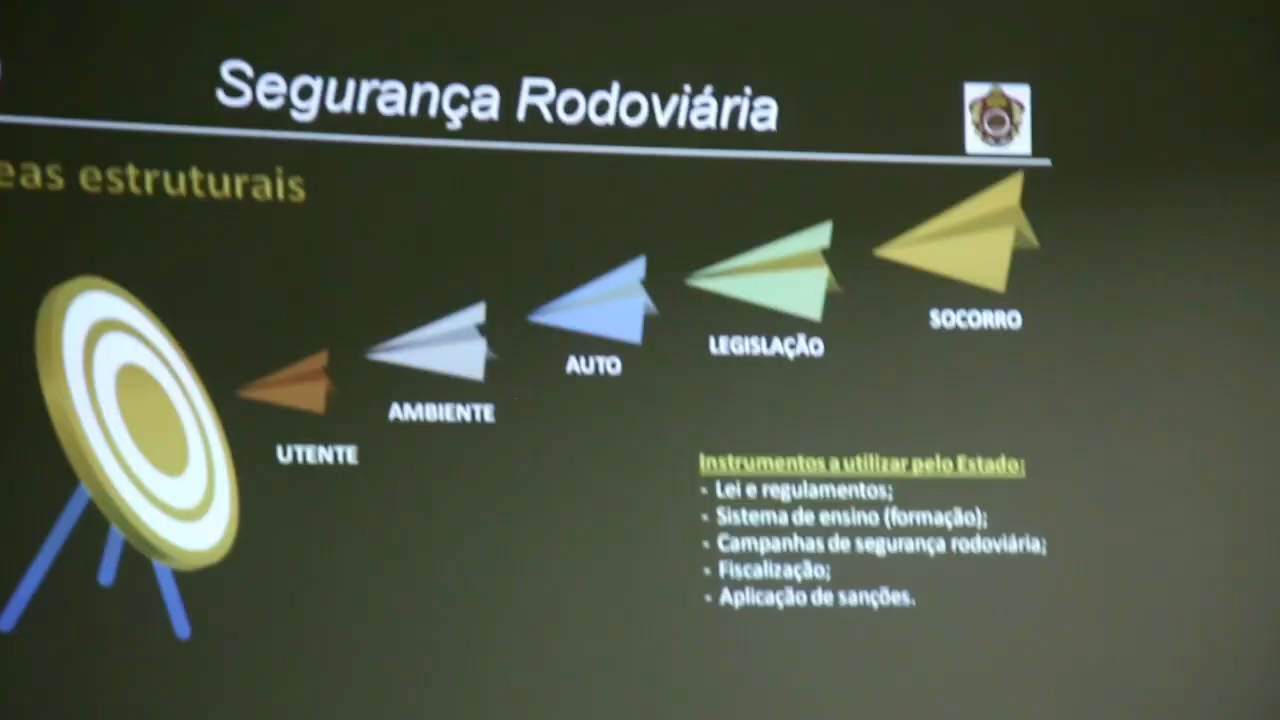 Segurança Rodoviária
eas estruturais
SOCORRO
LEGISLAÇÃO
AUTO
AMBIENTE
UTENTE
Instrumentos a utilizar pelo Estado:
- Lei e regulamentos;
- Sistema de ensino (formação);
- Campanhas de segurança rodoviária;
- Fiscalização;
- Aplicação de sanções.